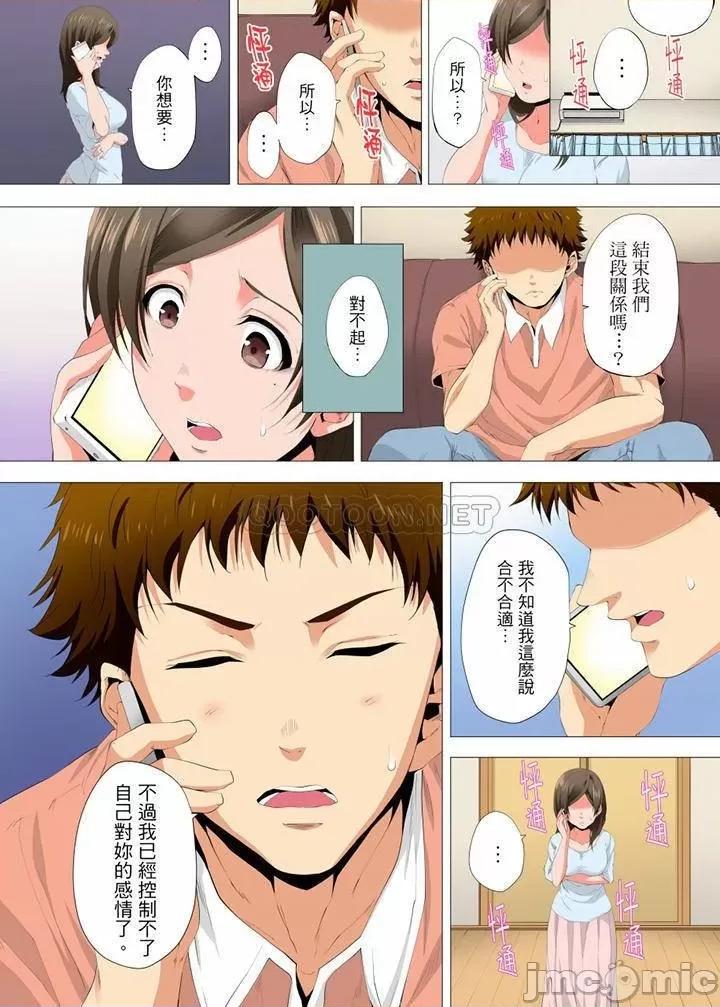 怦通
怦通
…
怦通
所以…?
怦通
所以…
怦通
…
怦通
…
你想要…
結束我們
這段關係嗎…?
對不起…
我不知道我這麼說
合不合適…
怦通
怦通
…
怦通
怦通
不過我已經控制不了
自己對妳的感情了。
QOOTOON.NET
jmcomic